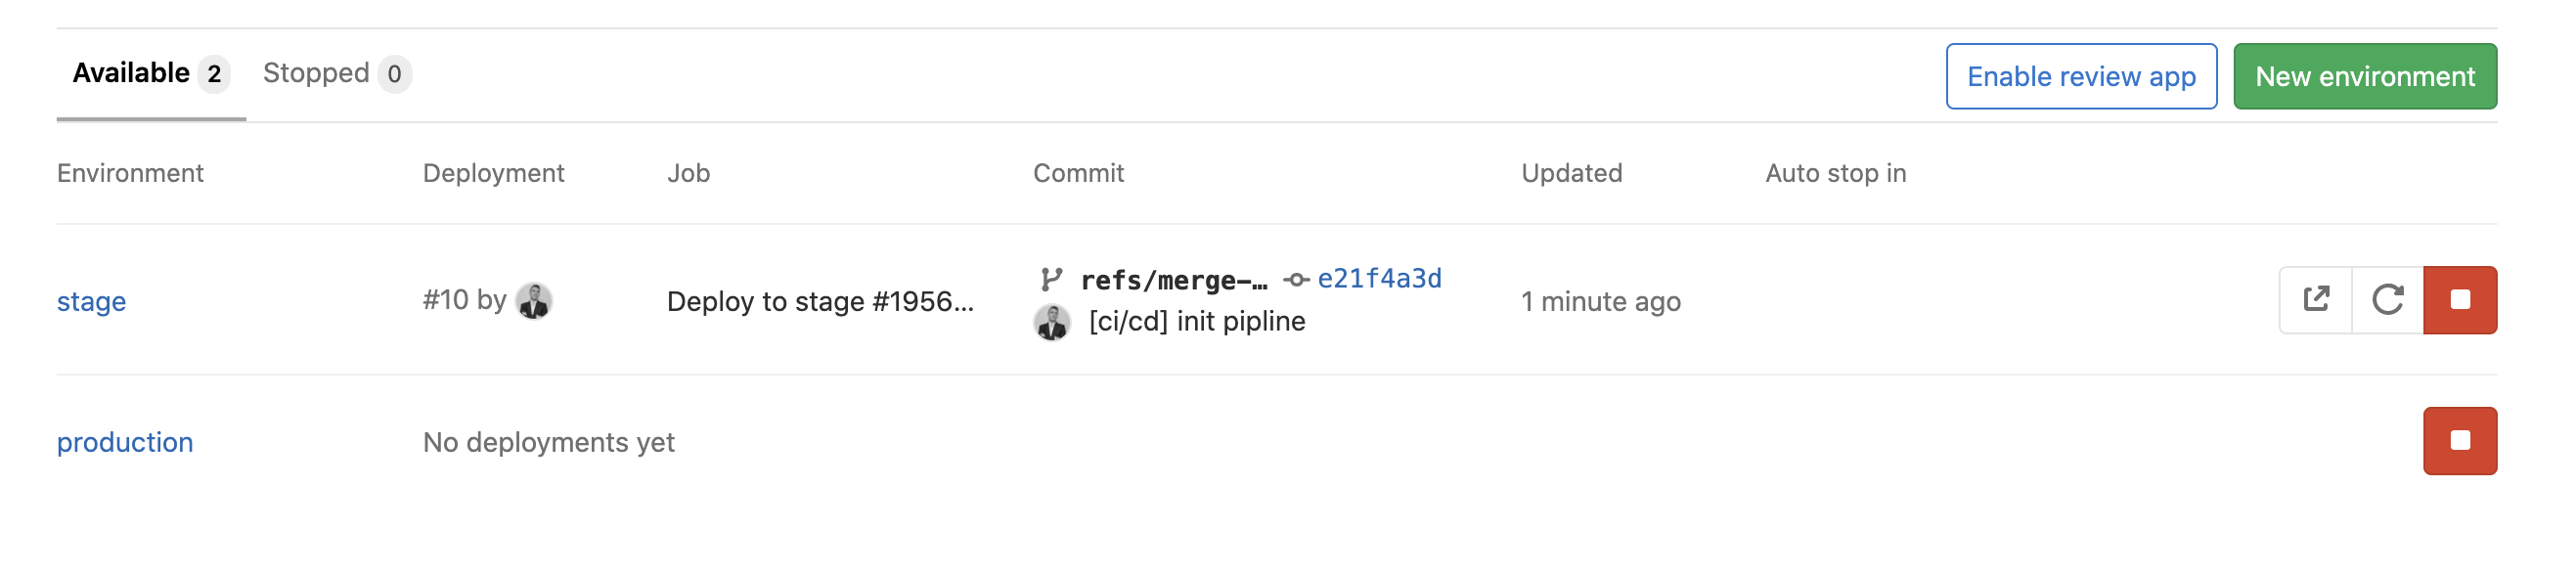 Available 2 Stopped 0 Enable review app New environment
Environment Deployment Job Commit Updated Auto stop in
stage #10 by Deploy to stage #1956... refs/merge-... e21f4a3d 1 minute ago
[ci/cd] init pipline
production No deployments yet